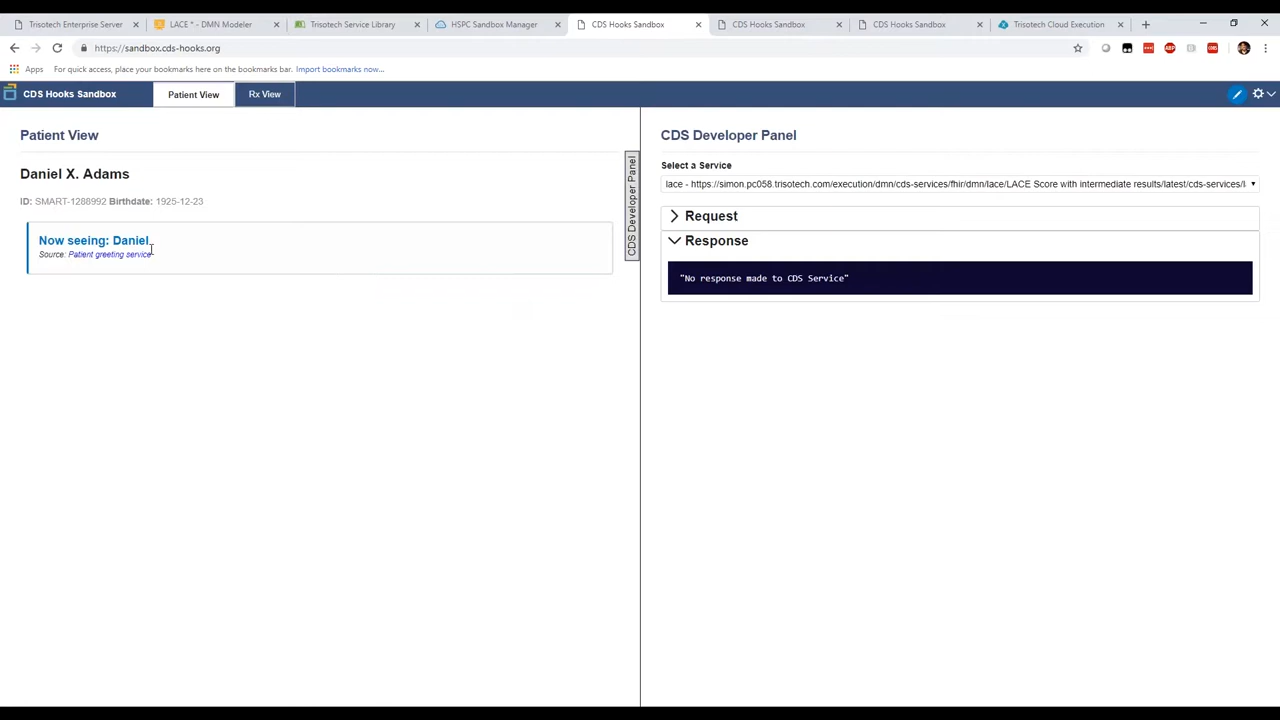 Trisotech Enterprise Server
LACE * - DMN Modeler
Trisotech Service Library
HSPC Sandbox Manager
CDS Hooks Sandbox
CDS Hooks Sandbox
CDS Hooks Sandbox
Trisotech Cloud Execution
https://sandbox.cds-hooks.org
Apps
For quick access, place your bookmarks here on the bookmarks bar. Import bookmarks now...
CDS Hooks Sandbox
Patient View
Rx View
Patient View
Daniel X. Adams
ID: SMART-1288992 Birthdate: 1925-12-23
Now seeing: Daniel
Source: Patient greeting service
CDS Developer Panel
CDS Developer Panel
Select a Service
lace - https://simon.pc058.trisotech.com/execution/dmn/cds-services/fhir/dmn/lace/LACE Score with intermediate results/latest/cds-services/l
Request
Response
"No response made to CDS Service"